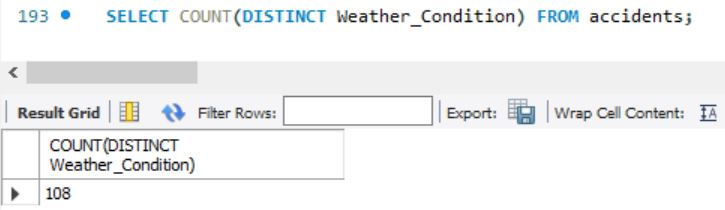 193 SELECT COUNT(DISTINCT Weather_Condition) FROM accidents;
Result Grid Filter Rows: Export: Wrap Cell Content: IA
COUNT(DISTINCT
Weather_Condition)
108